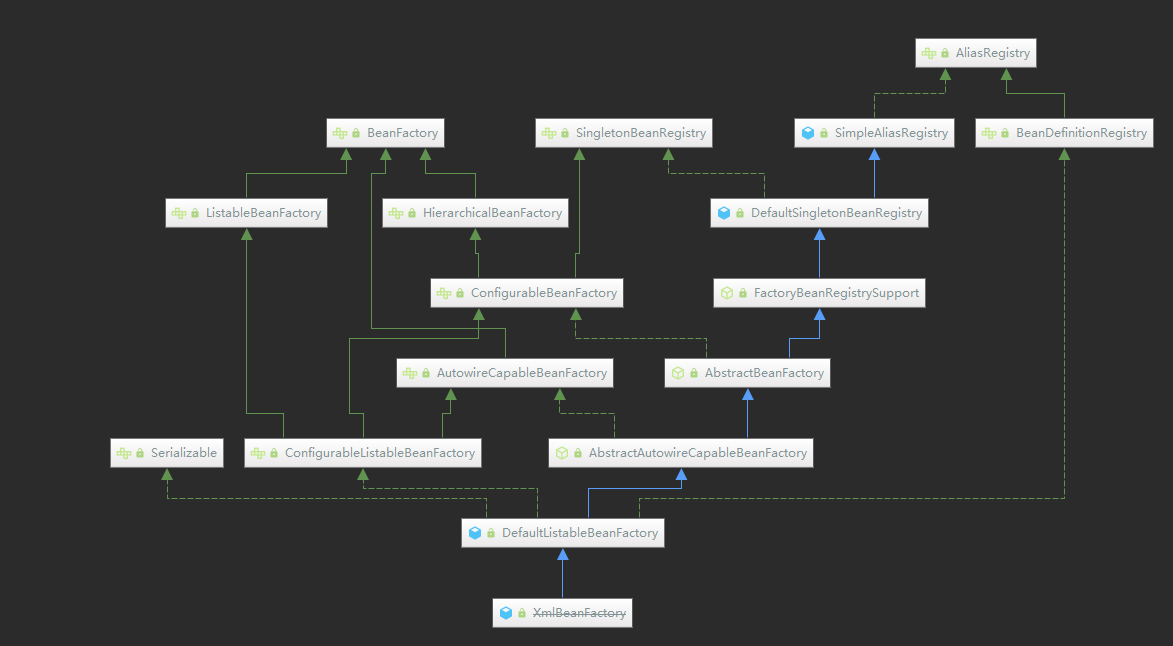 AliasRegistry
BeanFactory
SingletonBeanRegistry
SimpleAliasRegistry
BeanDefinitionRegistry
ListableBeanFactory
HierarchicalBeanFactory
DefaultSingletonBeanRegistry
ConfigurableBeanFactory
FactoryBeanRegistrySupport
AutowireCapableBeanFactory
AbstractBeanFactory
Serializable
ConfigurableListableBeanFactory
AbstractAutowireCapableBeanFactory
DefaultListableBeanFactory
XmlBeanFactory